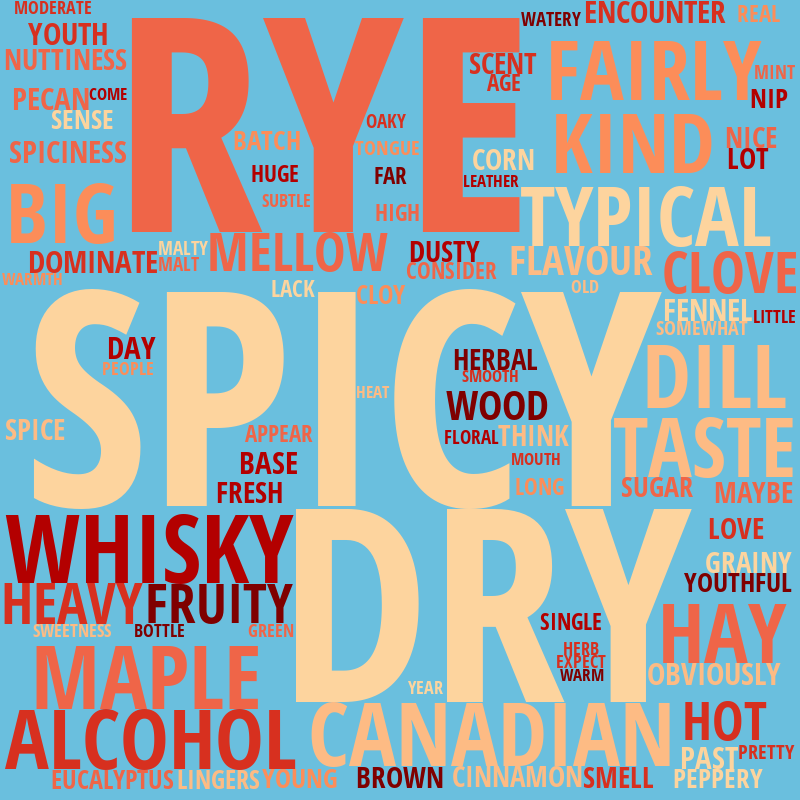 MODERATE
WATERY
ENCOUNTER
REAL
YOUTH
RYE
NUTTINESS
SCENT
AGE
FAIRLY
MINT
PECAN
COME
NIP
SENSE
OAKY
KIND
BATCH
TONGUE
NICE
SPICINESS
CORN
LOT
HUGE
FAR
LEATHER
BIG
SUBTLE
HIGH
TYPICAL
MALTY
MELLOW
DUSTY
DOMINATE
MALT
CONSIDER
FLAVOUR
CLOVE
WARMTH
LACK
CLOY
OLD
FENNEL
LITTLE
SOMEWHAT
SPICY
DAY
PEOPLE
HERBAL
SMOOTH
DILL
HEAT
WOOD
SPICE
APPEAR
FLORAL
THINK
TASTE
BASE
MOUTH
FRESH
LONG
SUGAR
MAYBE
WHISKY
DRY
LOVE
GRAINY
YOUTHFUL
HEAVY
FRUITY
SWEETNESS
BOTTLE
GREEN
SINGLE
HAY
HERB
EXPECT
WARM
OBVIOUSLY
MAPLE
YEAR
ALCOHOL
CANADIAN
HOT
PAST
PRETTY
EUCALYPTUS
LINGERS
YOUNG
BROWN
CINNAMON
SMELL
PEPPERY